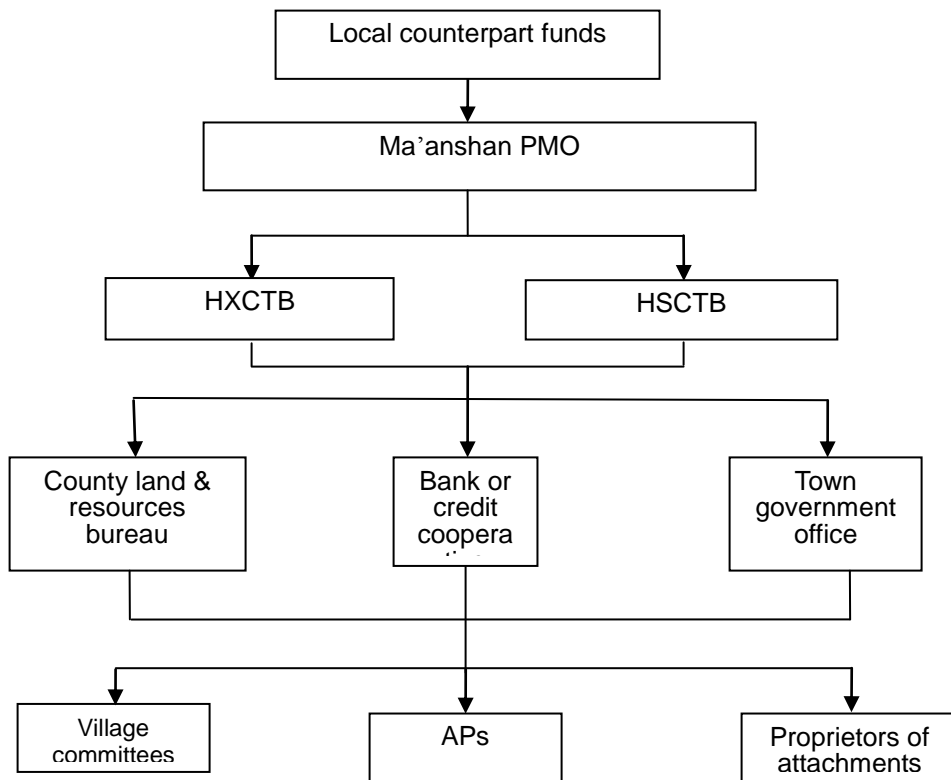 Local counterpart funds
Ma’anshan PMO
HXCTB
HSCTB
County land &
resources
bureau
Bank or
credit
coopera
Town
government
office
Village
committees
APs
Proprietors of
attachments